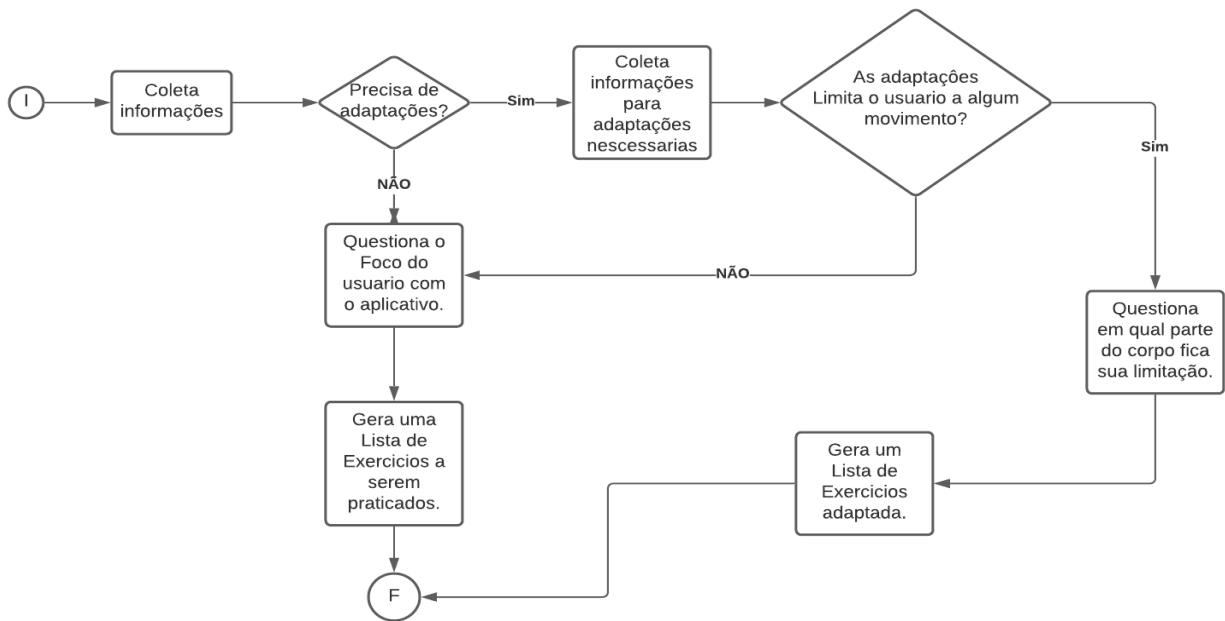 I
Coleta
informações
Precisa de
adaptações?
Sim
Coleta
informações
para
adaptações
nescessarias
As adaptaçôes
Limita o usuario a algum
movimento?
Sim
NÃO
Questiona o
Foco do
usuario com
o aplicativo.
NÃO
Questiona
em qual parte
do corpo fica
sua limitação.
Gera uma
Lista de
Exercicios a
serem
praticados.
Gera um
Lista de
Exercicios
adaptada.
F